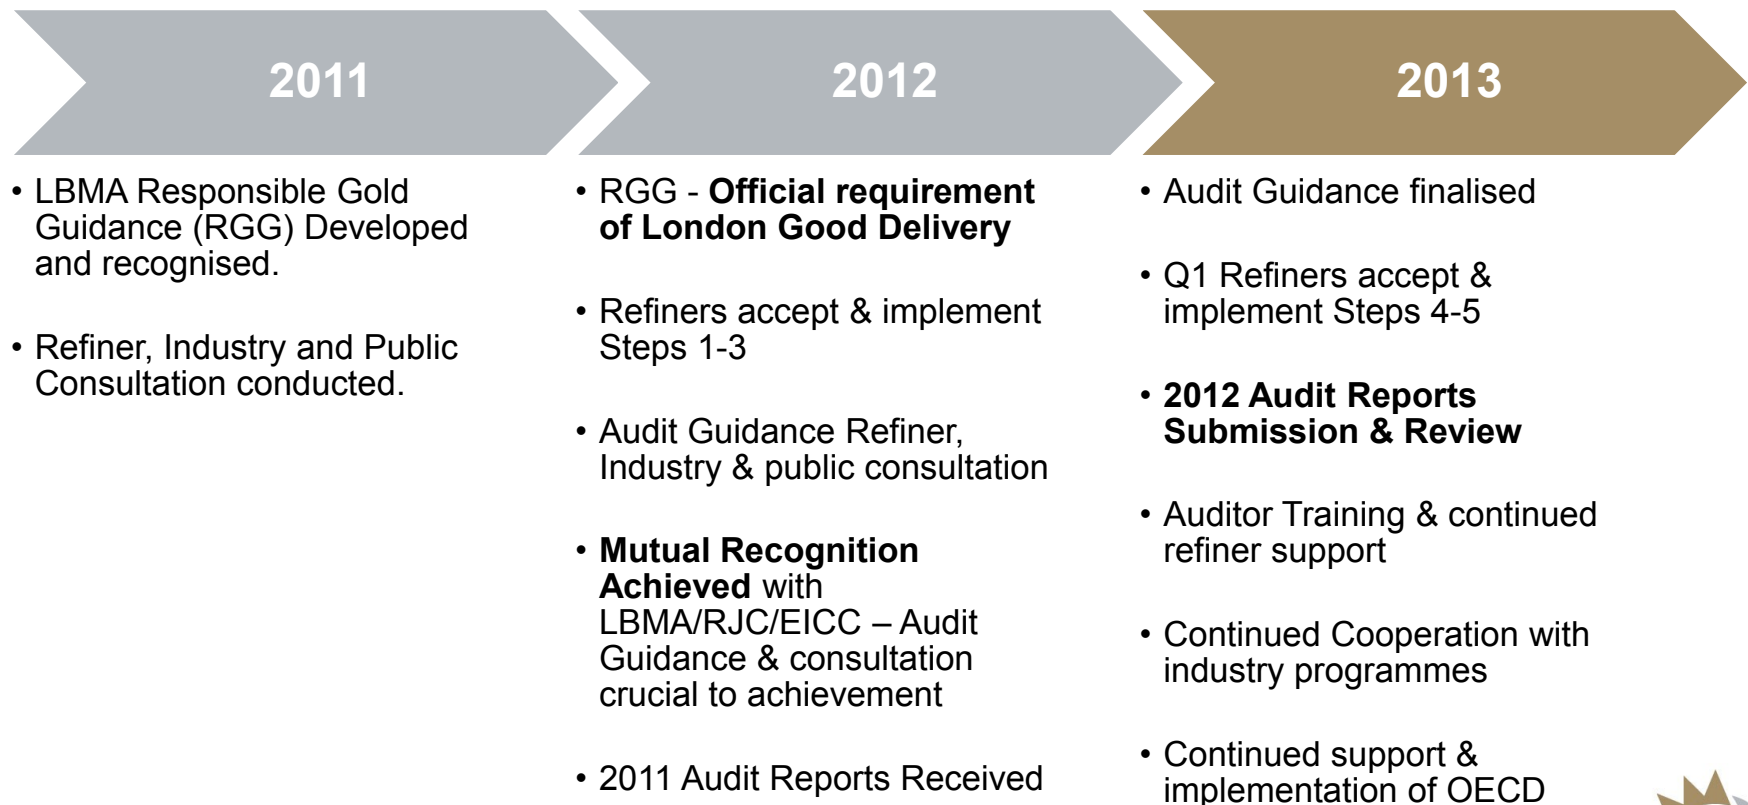 2011
2012
2013
• LBMA Responsible Gold
Guidance (RGG) Developed
and recognised.
• Refiner, Industry and Public
Consultation conducted.
• RGG - Official requirement
of London Good Delivery
• Refiners accept & implement
Steps 1-3
• Audit Guidance Refiner,
Industry & public consultation
• Mutual Recognition
Achieved with
LBMA/RJC/EICC – Audit
Guidance & consultation
crucial to achievement
• 2011 Audit Reports Received
• Audit Guidance finalised
• Q1 Refiners accept &
implement Steps 4-5
• 2012 Audit Reports
Submission & Review
• Auditor Training & continued
refiner support
• Continued Cooperation with
industry programmes
• Continued support &
implementation of OECD